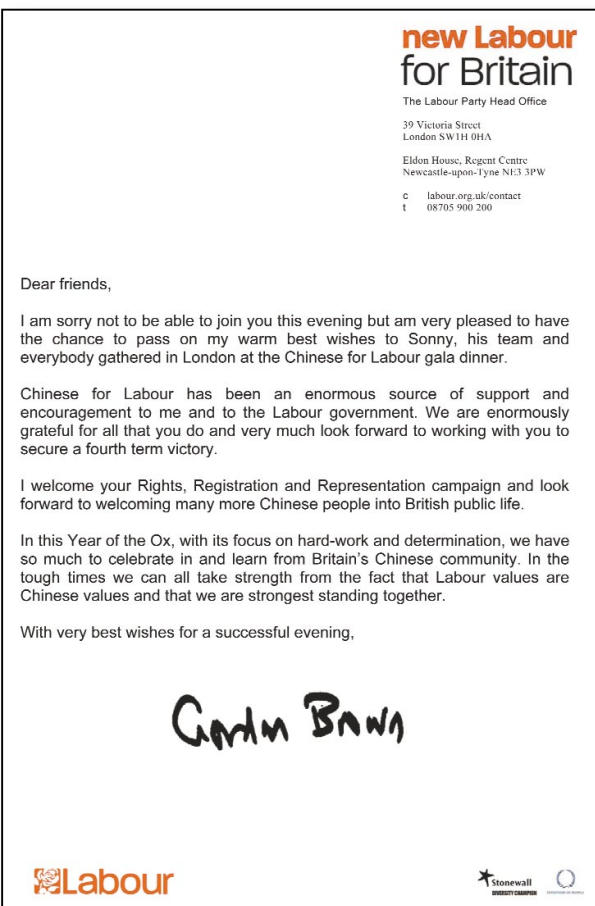 new Labour
for Britain
The Labour Party Head Office
39 Victoria Street
London SW1H 0HA
Eldon House, Regent Centre
Newcastle-upon-Tyne NE3 3PW
c labour.org.uk/contact
t 08705 900 200
Dear friends,
I am sorry not to be able to join you this evening but am very pleased to have
the chance to pass on my warm best wishes to Sonny, his team and
everybody gathered in London at the Chinese for Labour gala dinner.
Chinese for Labour has been an enormous source of support and
encouragement to me and to the Labour government. We are enormously
grateful for all that you do and very much look forward to working with you to
secure a fourth term victory.
I welcome your Rights, Registration and Representation campaign and look
forward to welcoming many more Chinese people into British public life.
In this Year of the Ox, with its focus on hard-work and determination, we have
so much to celebrate in and learn from Britain's Chinese community. In the
tough times we can all take strength from the fact that Labour values are
Chinese values and that we are strongest standing together.
With very best wishes for a successful evening,
Gordon Brown
Labour
Stonewall
DIVERSITY CHAMPION